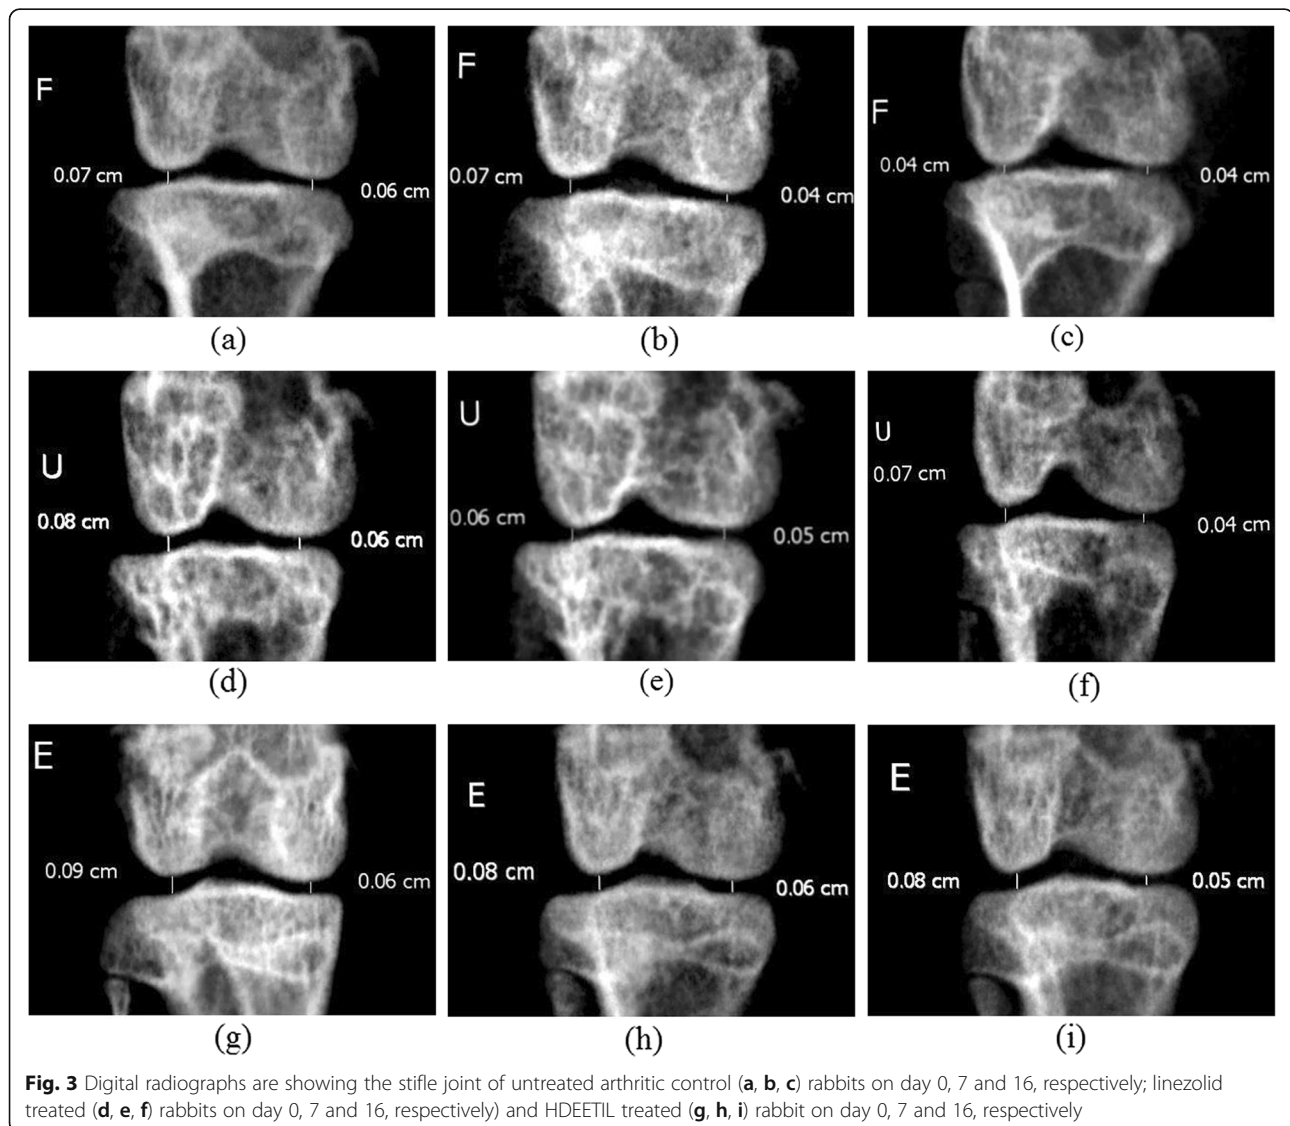 F
0.07 cm
0.06 cm
(a)
F
0.07 cm
0.04 cm
(b)
F
0.04 cm
0.04 cm
(c)
U
0.08 cm
0.06 cm
(d)
U
0.06 cm
0.05 cm
(e)
U
0.07 cm
0.04 cm
(f)
E
0.09 cm
0.06 cm
(g)
E
0.08 cm
0.06 cm
(h)
E
0.08 cm
0.05 cm
(i)
Fig. 3 Digital radiographs are showing the stifle joint of untreated arthritic control (a, b, c) rabbits on day 0, 7 and 16, respectively; linezolid
treated (d, e, f) rabbits on day 0, 7 and 16, respectively) and HDEETIL treated (g, h, i) rabbit on day 0, 7 and 16, respectively